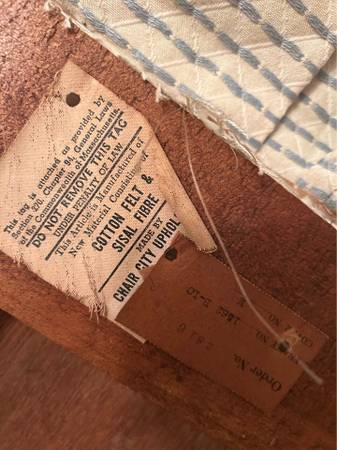 This tag is attached as provided by
Section 270, Chapter 94, General Laws
of the Commonwealth of Massachusetts.
DO NOT REMOVE THIS TAG
UNDER PENALTY OF LAW
This Article is Manufactured of
New Material Consisting of
COTTON FELT &
SISAL FIBRE
MADE BY
CHAIR CITY UPHOL
Order No.